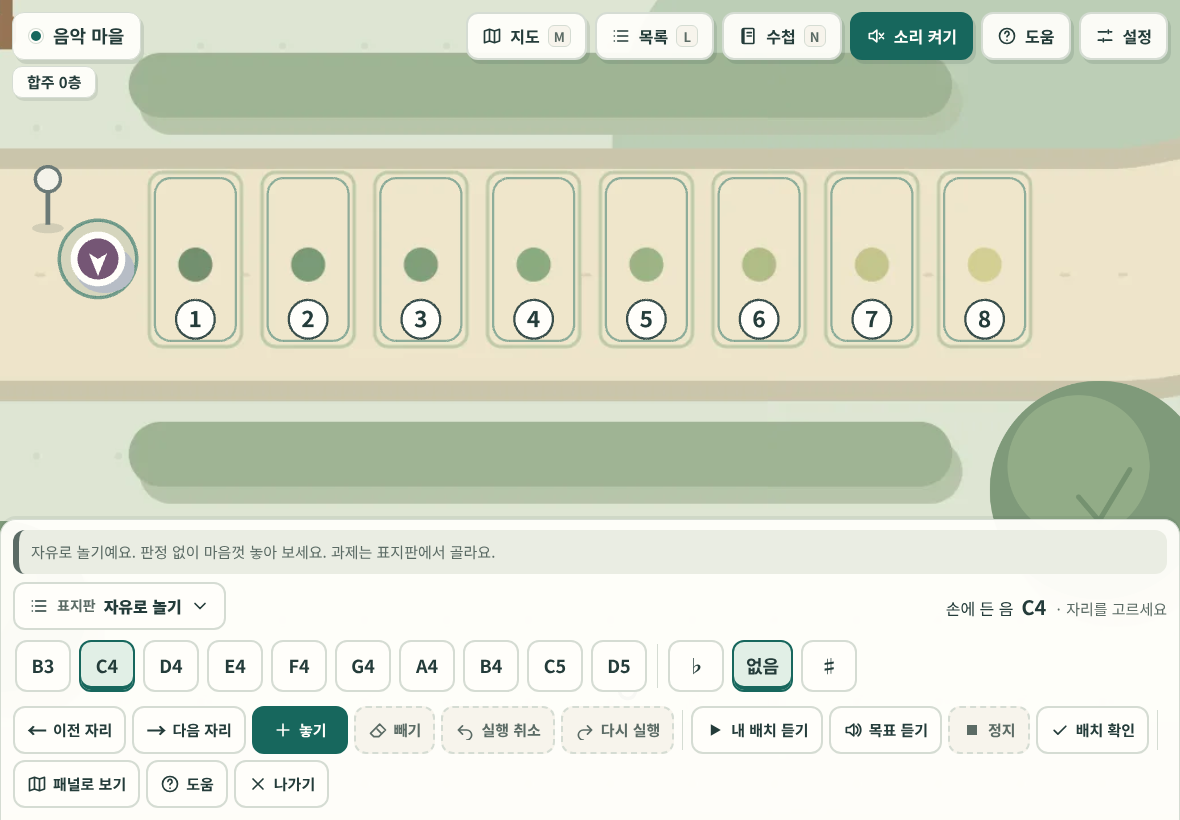 음악 마을
지도 M
목록 L
수첩 N
소리 켜기
도움
설정
합주 0층
1 2 3 4 5 6 7 8
자유로 놀기예요. 판정 없이 마음껏 놓아 보세요. 과제는 표지판에서 골라요.
표지판 자유로 놀기
손에 든 음 C4 · 자리를 고르세요
B3 C4 D4 E4 F4 G4 A4 B4 C5 D5 ♭ 없음 ♯
← 이전 자리 → 다음 자리 + 놓기 빼기 실행 취소 다시 실행 내 배치 듣기 목표 듣기 정지 배치 확인
패널로 보기 도움 나가기